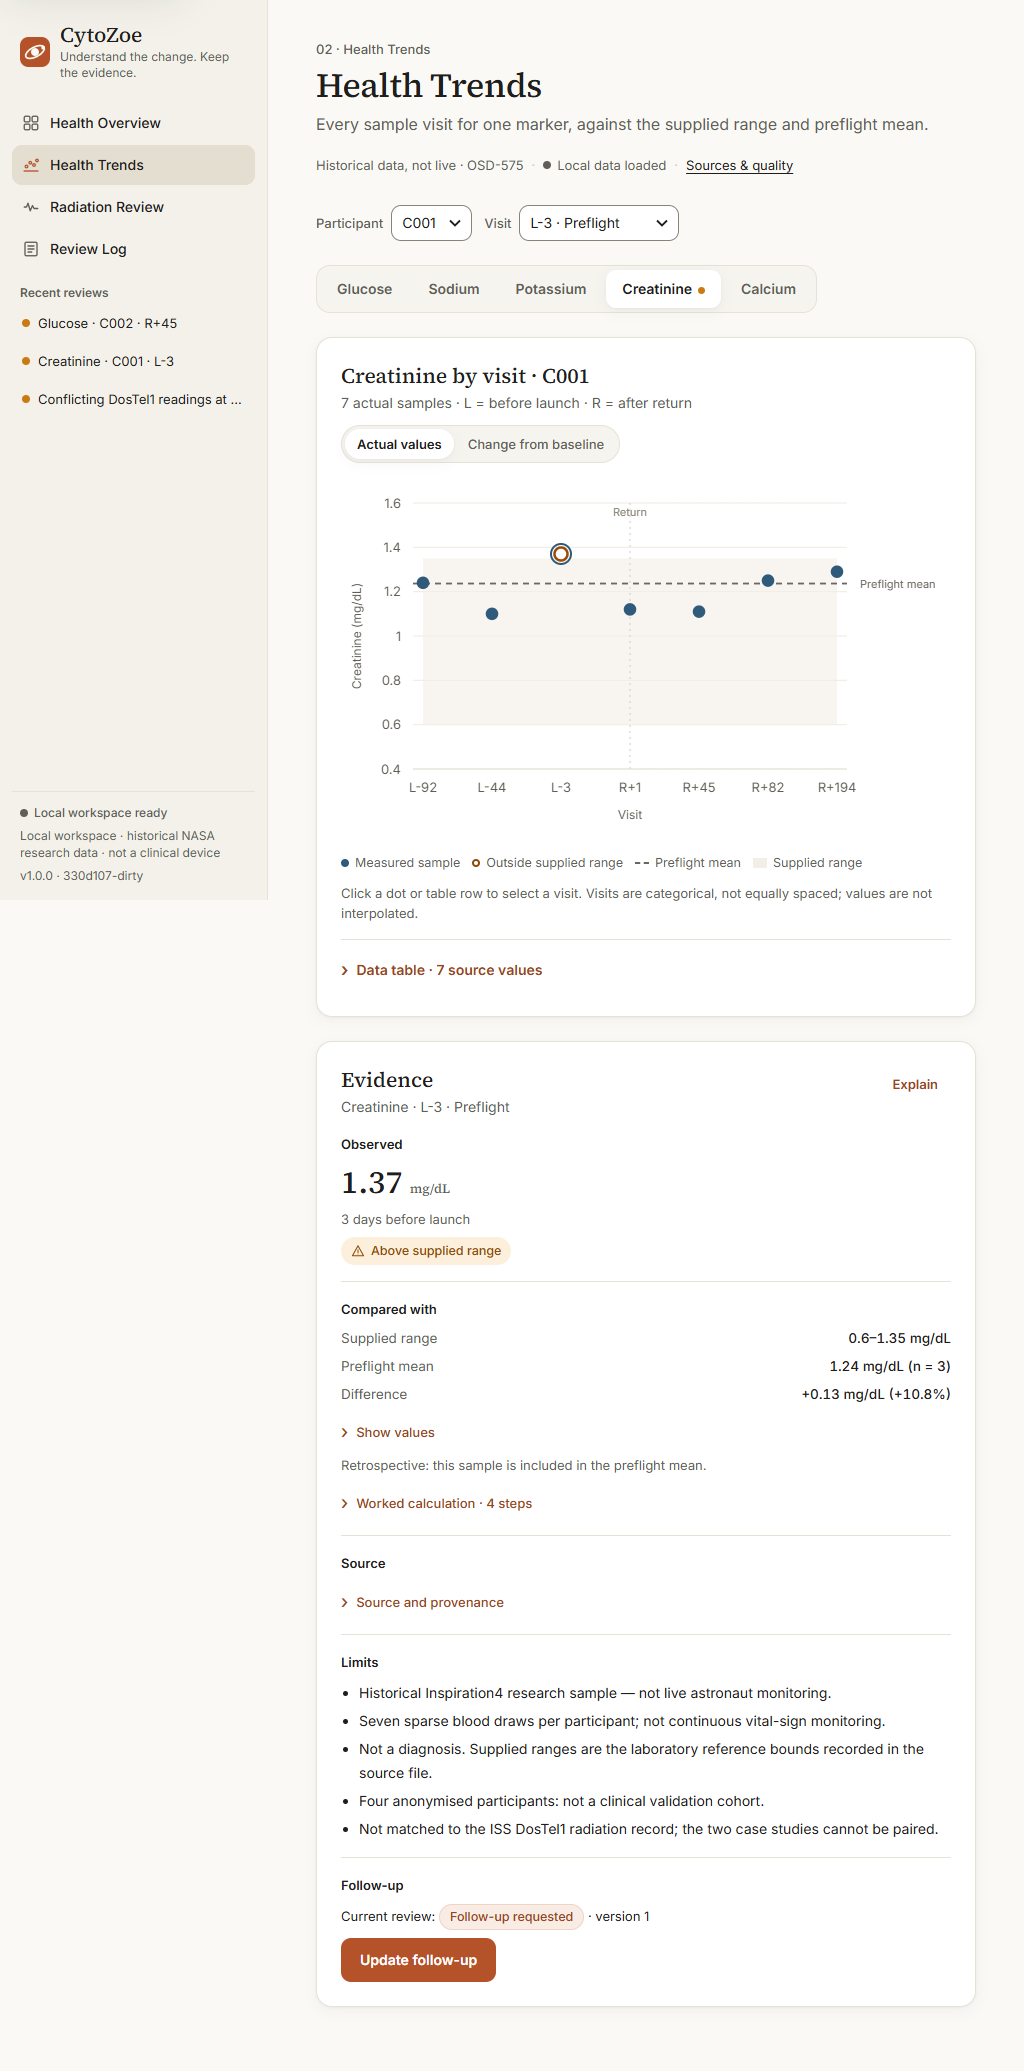 CytoZoe
Understand the change. Keep
the evidence.
Health Overview
Health Trends
Radiation Review
Review Log
Recent reviews
Glucose · C002 · R+45
Creatinine · C001 · L-3
Conflicting DosTel1 readings at ...
Local workspace ready
Local workspace · historical NASA
research data · not a clinical device
v1.0.0 · 330d107-dirty
02 · Health Trends
Health Trends
Every sample visit for one marker, against the supplied range and preflight mean.
Historical data, not live · OSD-575 · Local data loaded · Sources & quality
Participant C001 Visit L-3 · Preflight
Glucose Sodium Potassium Creatinine Calcium
Creatinine by visit · C001
7 actual samples · L = before launch · R = after return
Actual values Change from baseline
1.6
Return
1.4
1.2
Preflight mean
1
0.8
0.6
0.4
Creatinine (mg/dL)
L-92 L-44 L-3 R+1 R+45 R+82 R+194
Visit
Measured sample Outside supplied range Preflight mean Supplied range
Click a dot or table row to select a visit. Visits are categorical, not equally spaced; values are not
interpolated.
Data table · 7 source values
Evidence
Explain
Creatinine · L-3 · Preflight
Observed
1.37 mg/dL
3 days before launch
Above supplied range
Compared with
Supplied range 0.6–1.35 mg/dL
Preflight mean 1.24 mg/dL (n = 3)
Difference +0.13 mg/dL (+10.8%)
Show values
Retrospective: this sample is included in the preflight mean.
Worked calculation · 4 steps
Source
Source and provenance
Limits
• Historical Inspiration4 research sample — not live astronaut monitoring.
• Seven sparse blood draws per participant; not continuous vital-sign monitoring.
• Not a diagnosis. Supplied ranges are the laboratory reference bounds recorded in the
source file.
• Four anonymised participants: not a clinical validation cohort.
• Not matched to the ISS DosTel1 radiation record; the two case studies cannot be paired.
Follow-up
Current review: Follow-up requested · version 1
Update follow-up